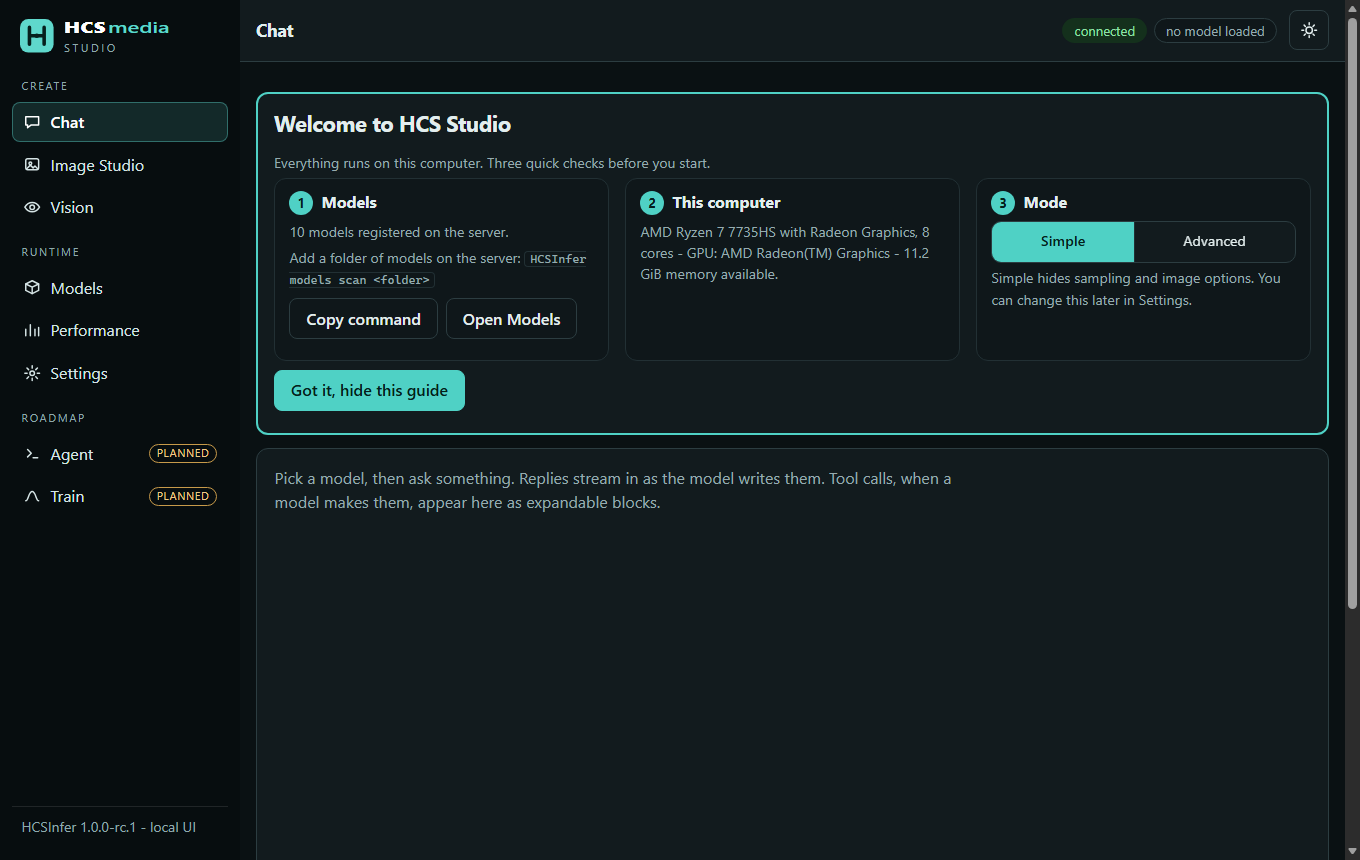 HCS media
STUDIO
CREATE
Chat
Image Studio
Vision
RUNTIME
Models
Performance
Settings
ROADMAP
Agent PLANNED
Train PLANNED
HCSInfer 1.0.0-rc.1 - local UI
Chat
connected
no model loaded
Welcome to HCS Studio
Everything runs on this computer. Three quick checks before you start.
1 Models
10 models registered on the server.
Add a folder of models on the server: HCSInfer
models scan <folder>
Copy command
Open Models
2 This computer
AMD Ryzen 7 7735HS with Radeon Graphics, 8
cores - GPU: AMD Radeon(TM) Graphics - 11.2
GiB memory available.
3 Mode
Simple
Advanced
Simple hides sampling and image options. You
can change this later in Settings.
Got it, hide this guide
Pick a model, then ask something. Replies stream in as the model writes them. Tool calls, when a
model makes them, appear here as expandable blocks.